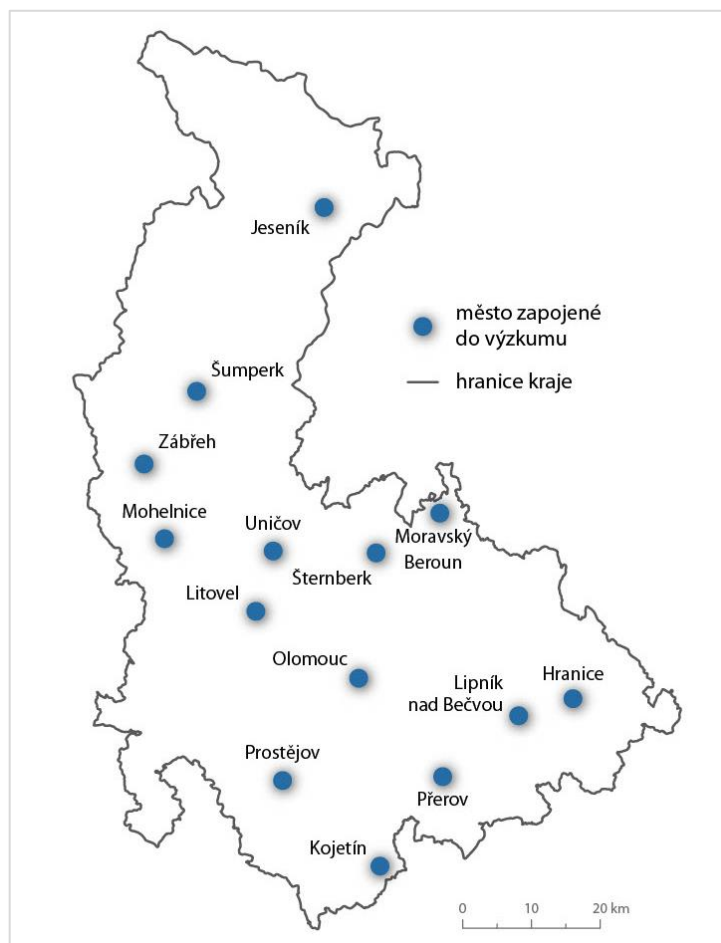 Jeseník
město zapojené
do výzkumu
hranice kraje
Šumperk
Zábřeh
Mohelnice
Uničov
Moravský
Beroun
Šternberk
Litovel
Olomouc
Lipník
nad Bečvou
Hranice
Prostějov
Přerov
Kojetín
0 10 20 km